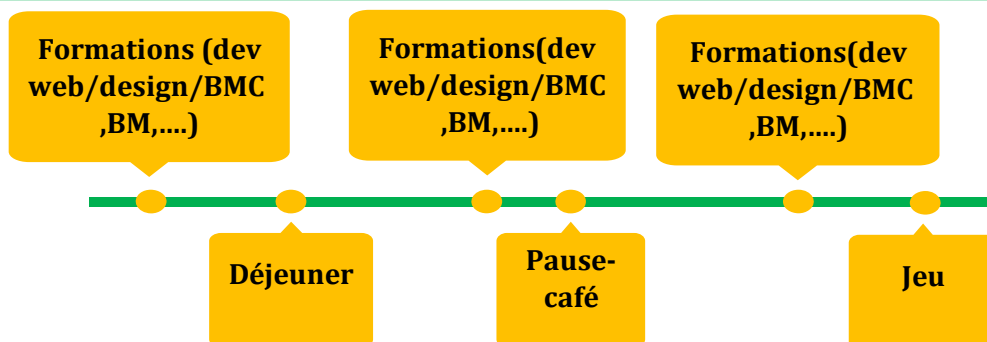 Formations (dev
web/design/BMC
,BM,....)
Formations(dev
web/design/BMC
,BM,....)
Formations(dev
web/design/BMC
,BM,....)
Déjeuner
Pause-
café
Jeu